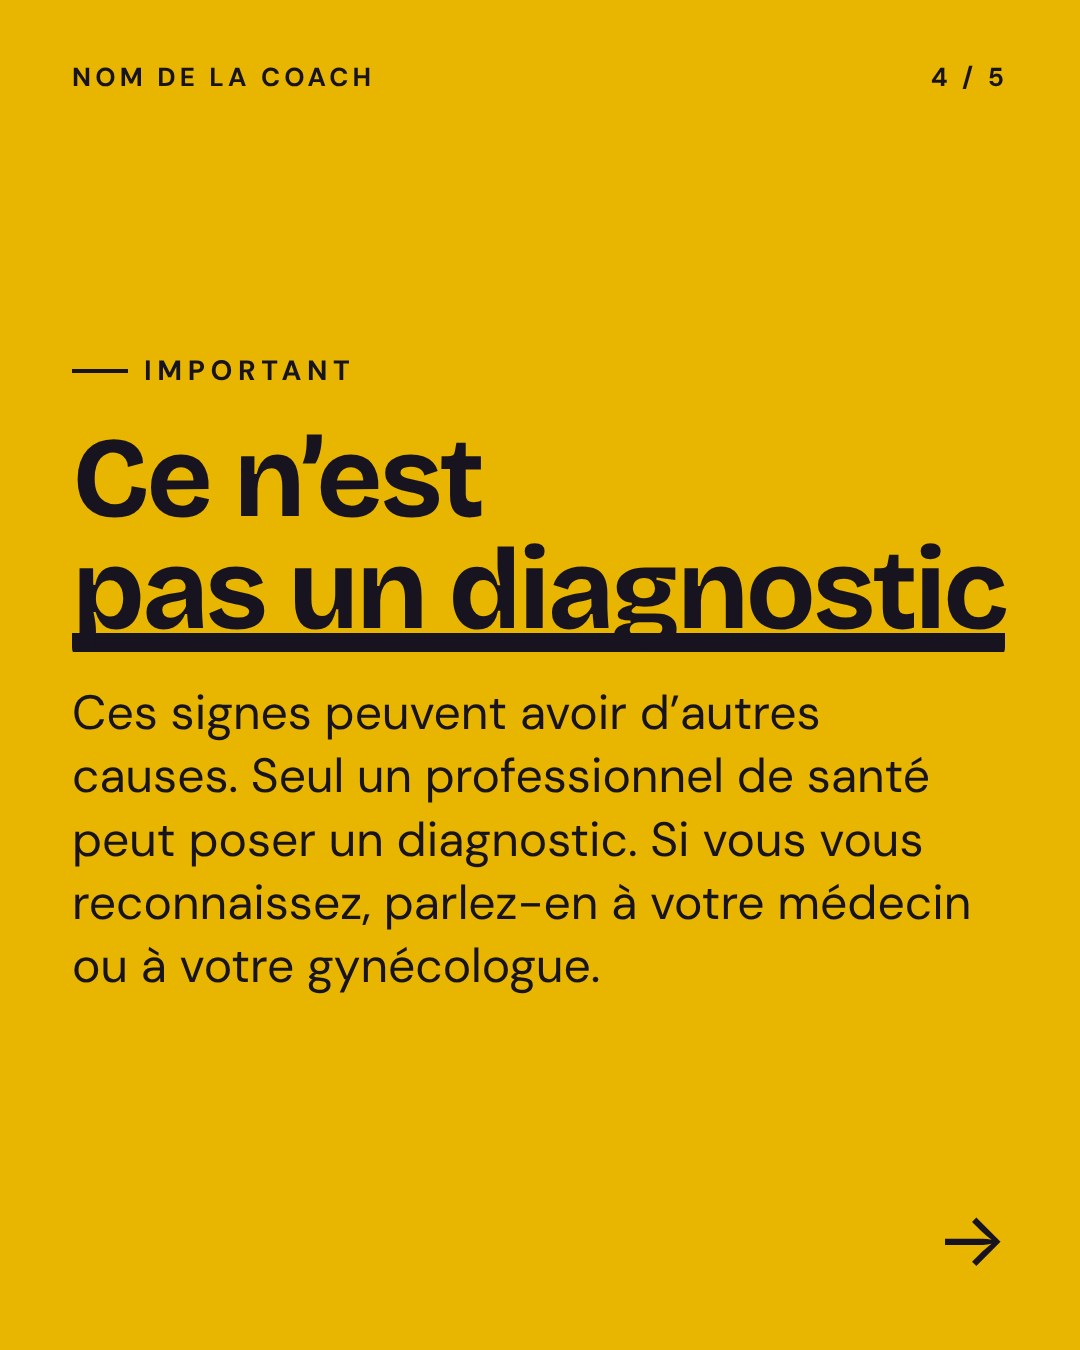 NOM DE LA COACH
4 / 5
IMPORTANT
Ce n’est
pas un diagnostic
Ces signes peuvent avoir d’autres
causes. Seul un professionnel de santé
peut poser un diagnostic. Si vous vous
reconnaissez, parlez-en à votre médecin
ou à votre gynécologue.